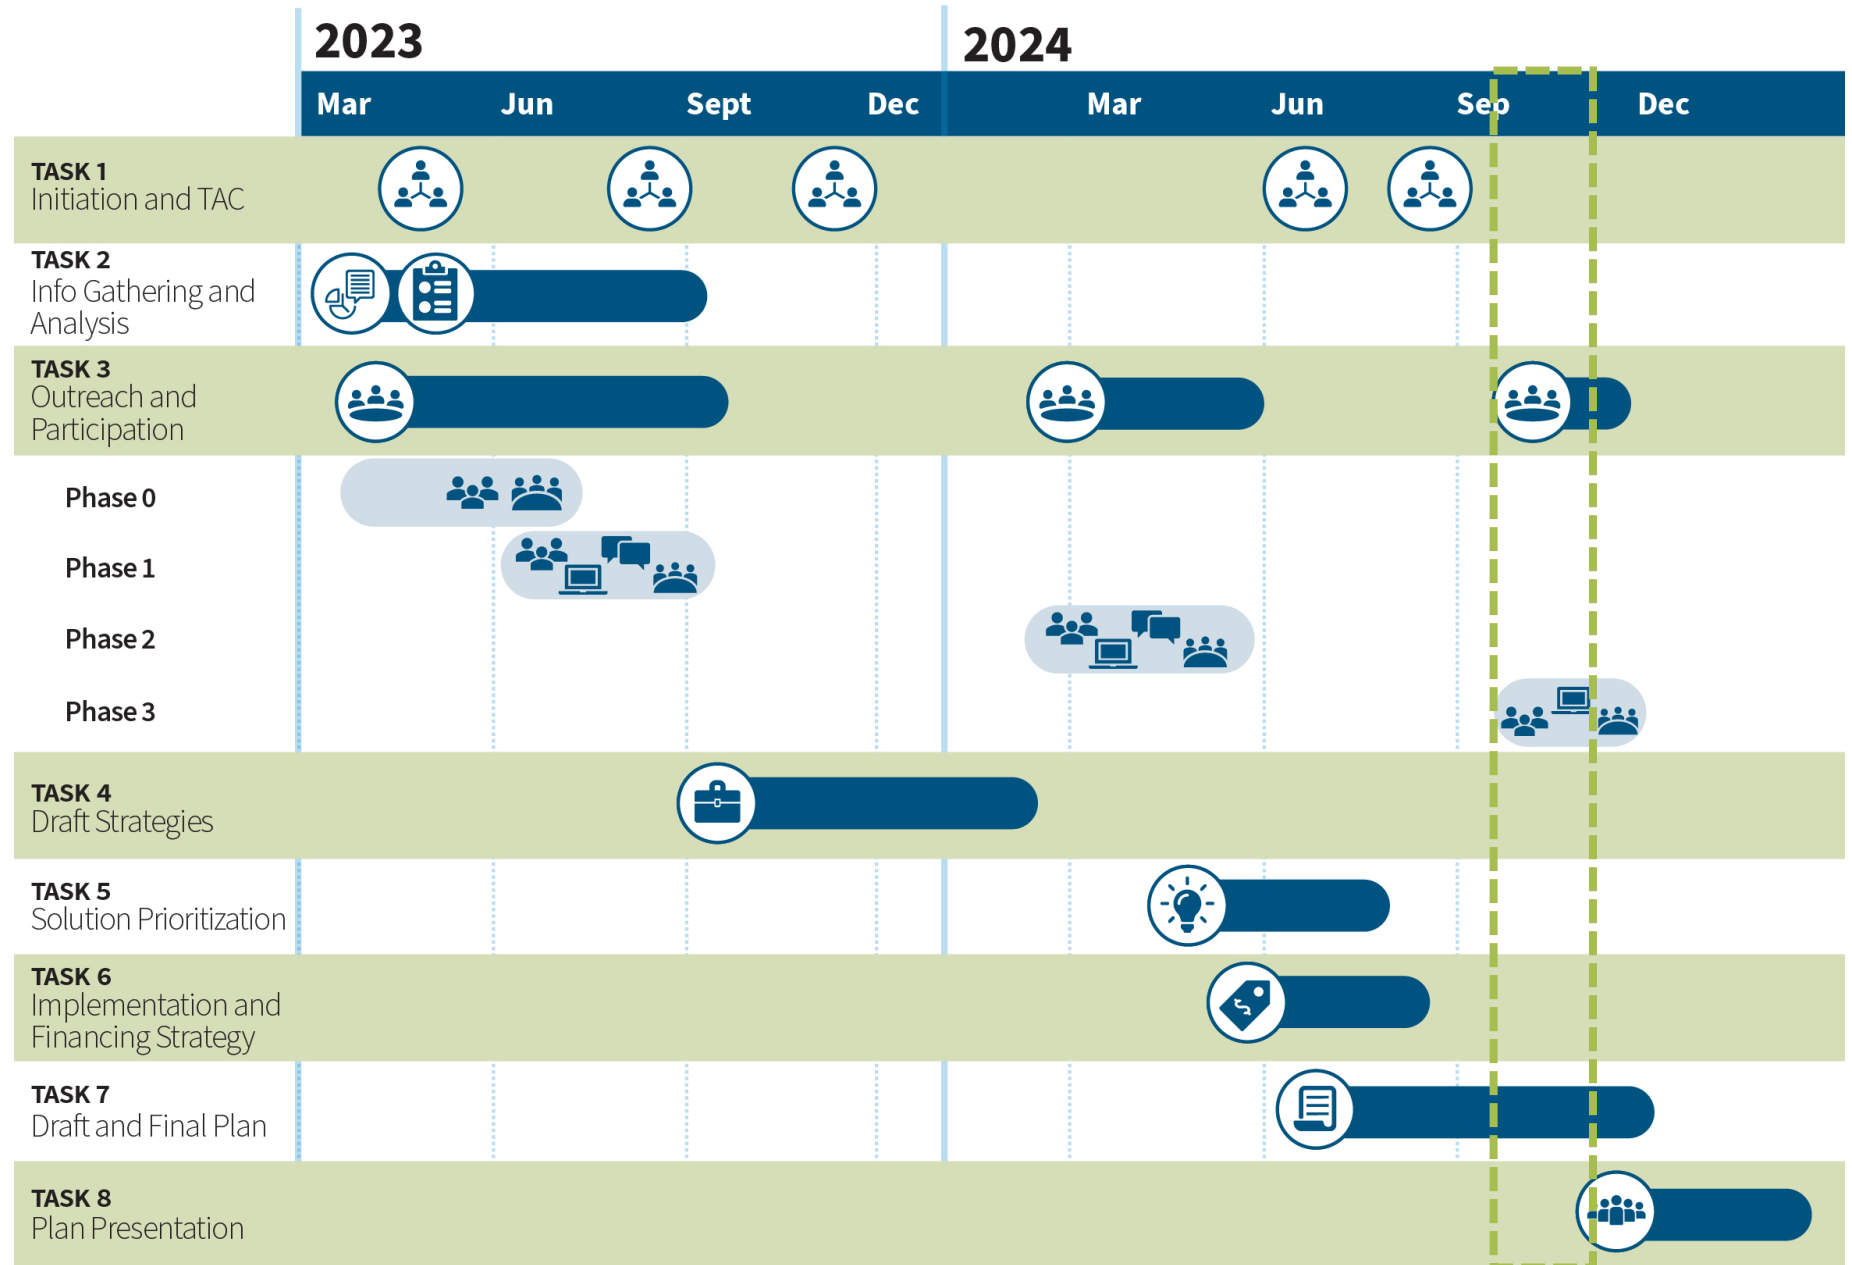 2023
2024
Mar Jun Sept Dec Mar Jun Sep Dec
TASK 1
Initiation and TAC
TASK 2
Info Gathering and
Analysis
TASK 3
Outreach and
Participation
Phase 0
Phase 1
Phase 2
Phase 3
TASK 4
Draft Strategies
TASK 5
Solution Prioritization
TASK 6
Implementation and
Financing Strategy
TASK 7
Draft and Final Plan
TASK 8
Plan Presentation